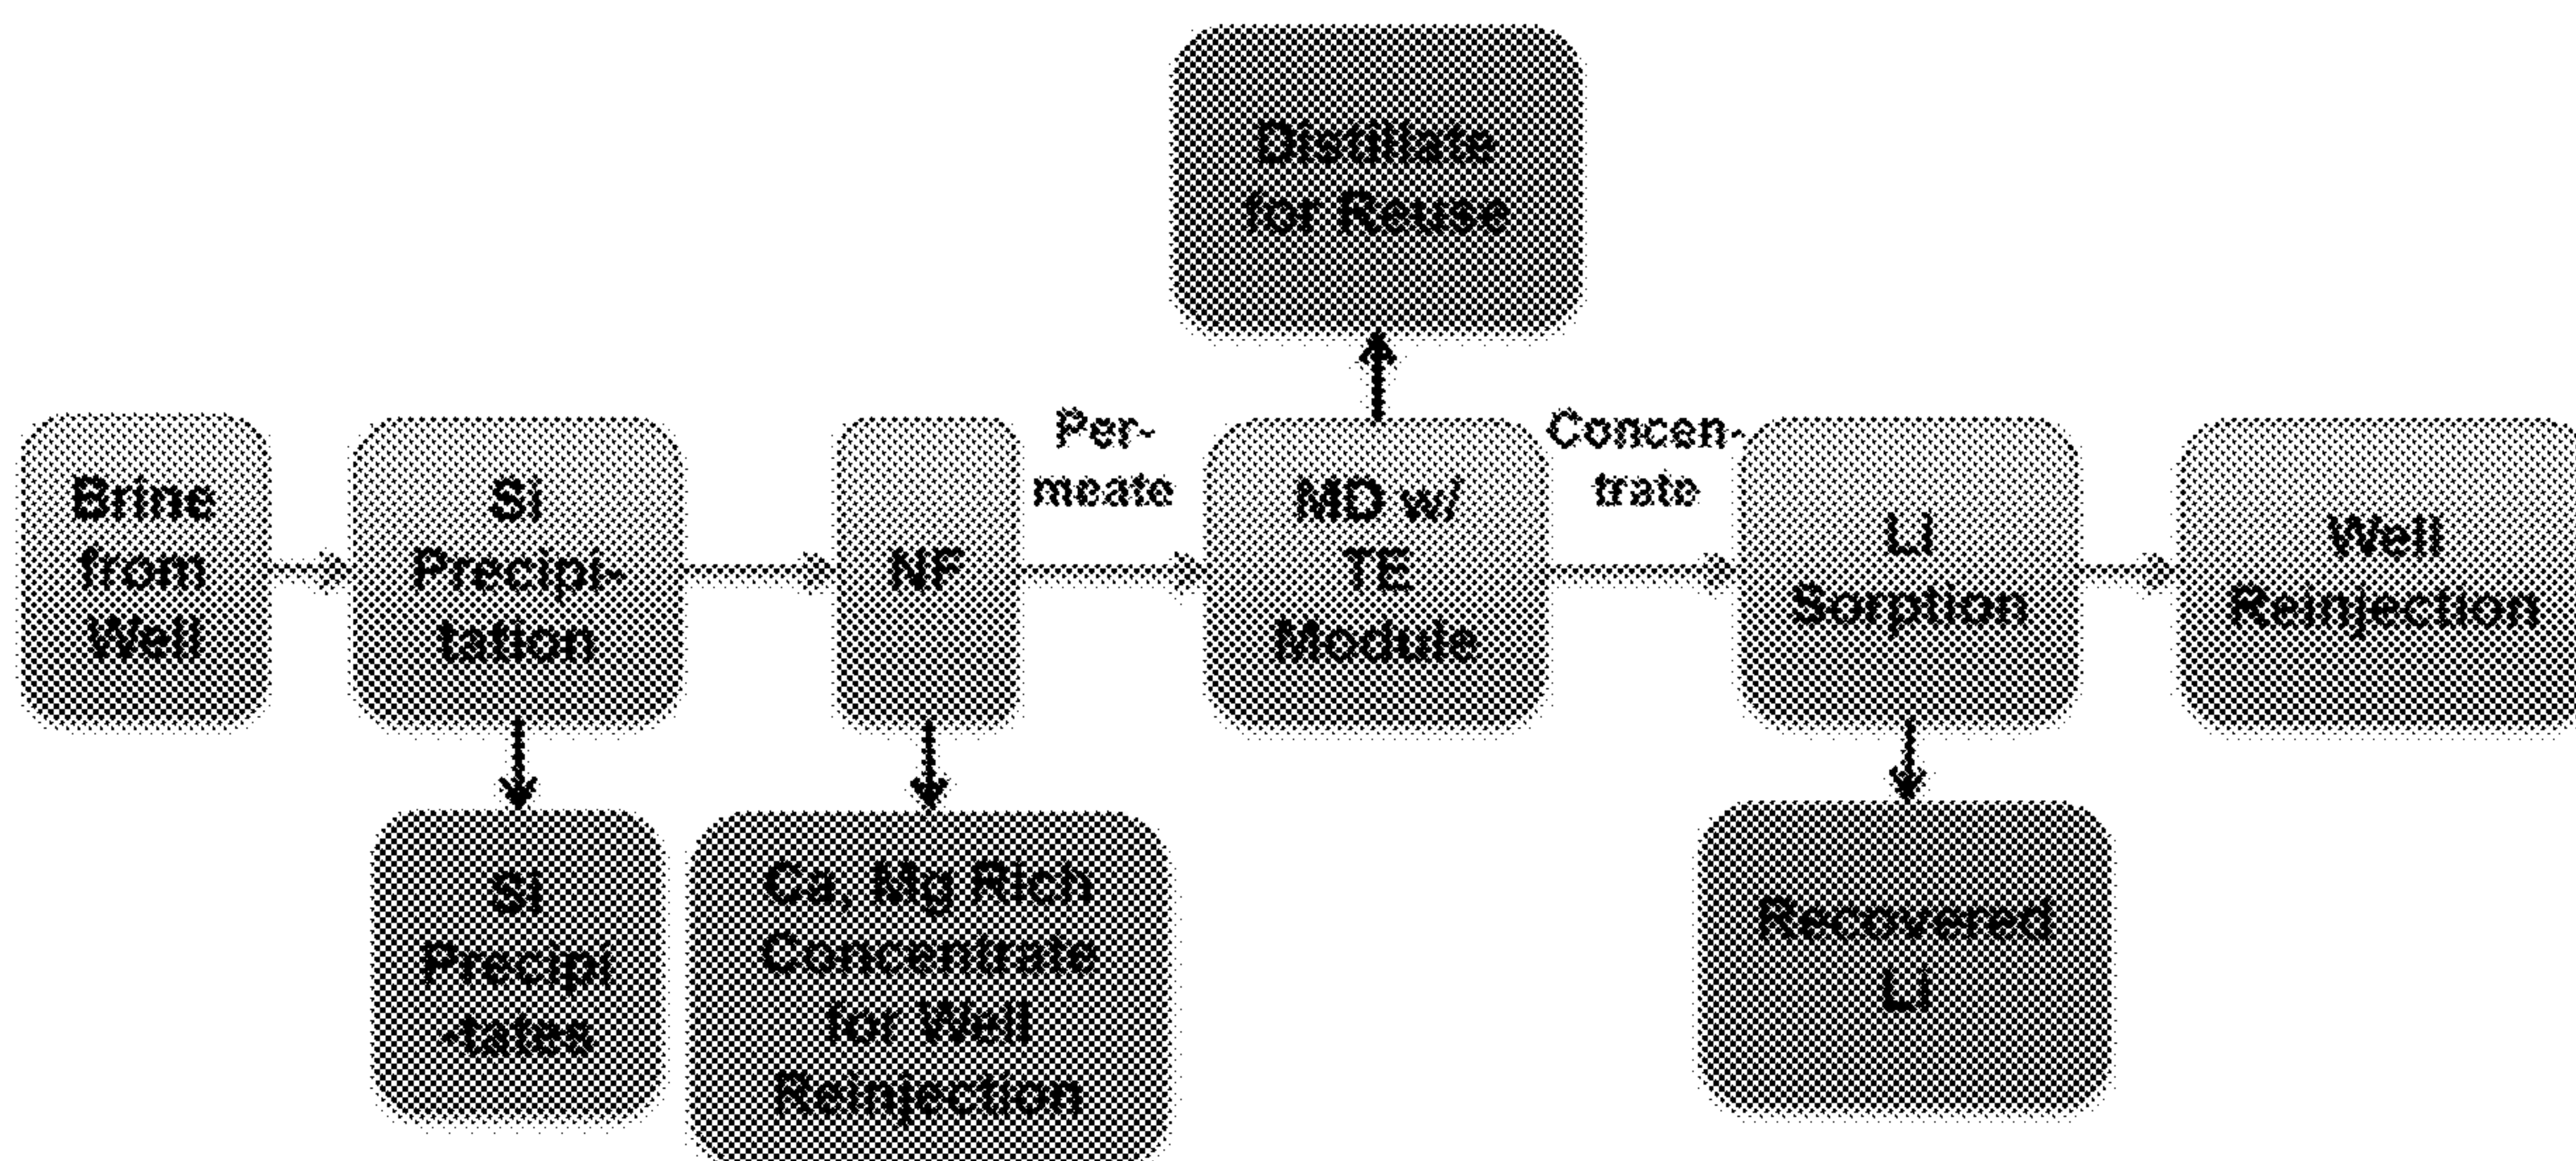 Distillate
for Reuse
Brine
from
Well
Si
Precipi-
tation
NF
Per-
meate
MD w/
TE
Module
Concen-
trate
Li
Sorption
Well
Reinjection
Si
Precipi
-tates
Ca, Mg Rich
Concentrate
for Well
Reinjection
Recovered
Li